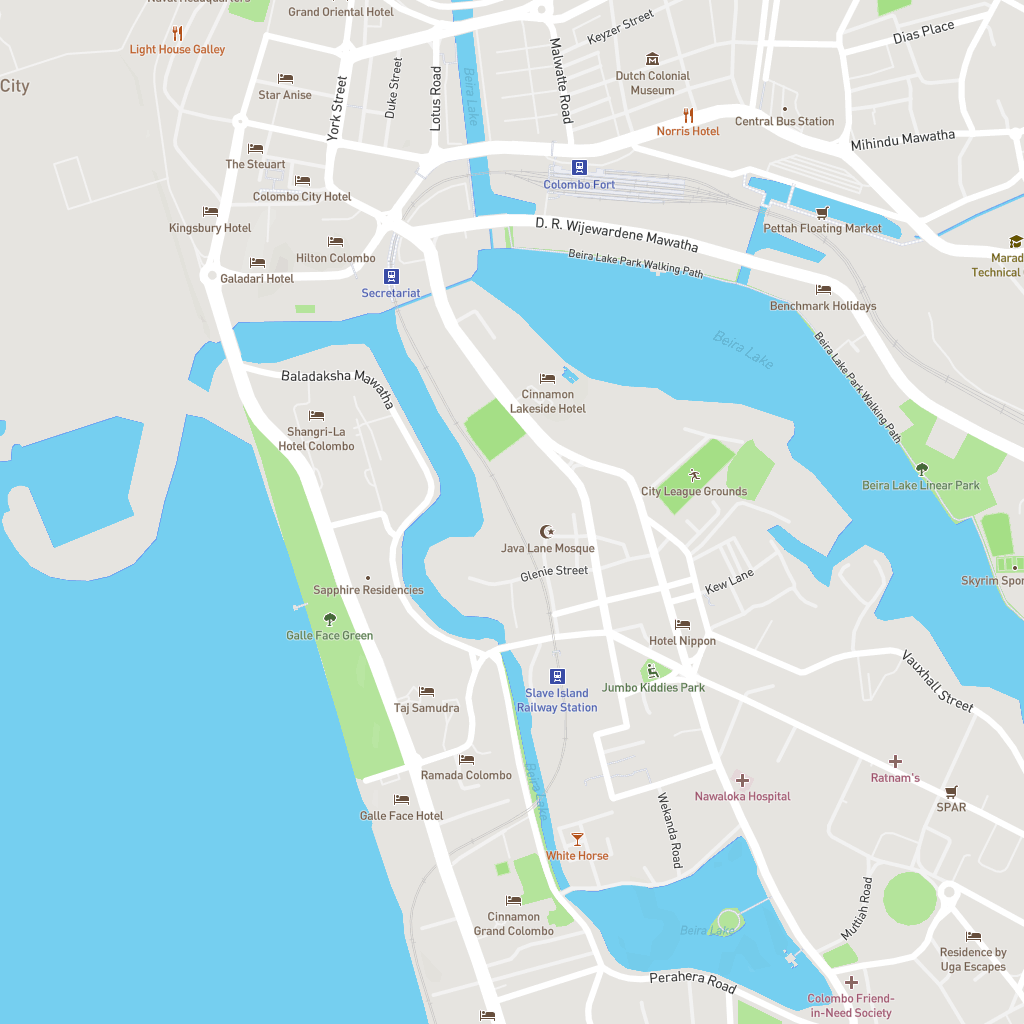 Grand Oriental Hotel
Light House Galley
City
Star Anise
York Street
Duke Street
Lotus Road
Beira Lake
Malwatte Road
Keyzer Street
Dutch Colonial
Museum
Norris Hotel
Central Bus Station
Dias Place
Mihindu Mawatha
The Steuart
Colombo City Hotel
Colombo Fort
Kingsbury Hotel
Pettah Floating Market
D. R. Wijewardene Mawatha
Hilton Colombo
Beira Lake Park Walking Path
Galadari Hotel
Secretariat
Technical
Benchmark Holidays
Beira Lake
Beira Lake Park Walking Path
Baladaksha Mawatha
Cinnamon
Lakeside Hotel
Shangri-La
Hotel Colombo
City League Grounds
Beira Lake Linear Park
Java Lane Mosque
Glenie Street
Kew Lane
Sapphire Residencies
Galle Face Green
Hotel Nippon
Jumbo Kiddies Park
Slave Island
Railway Station
Vauxhall Street
Taj Samudra
Ramada Colombo
Beira Lake
Galle Face Hotel
Nawaloka Hospital
Ratnam's
SPAR
Wekanda Road
White Horse
Cinnamon
Grand Colombo
Beira Lake
Muttiah Road
Residence by
Uga Escapes
Perahera Road
Colombo Friend-
in-Need Society